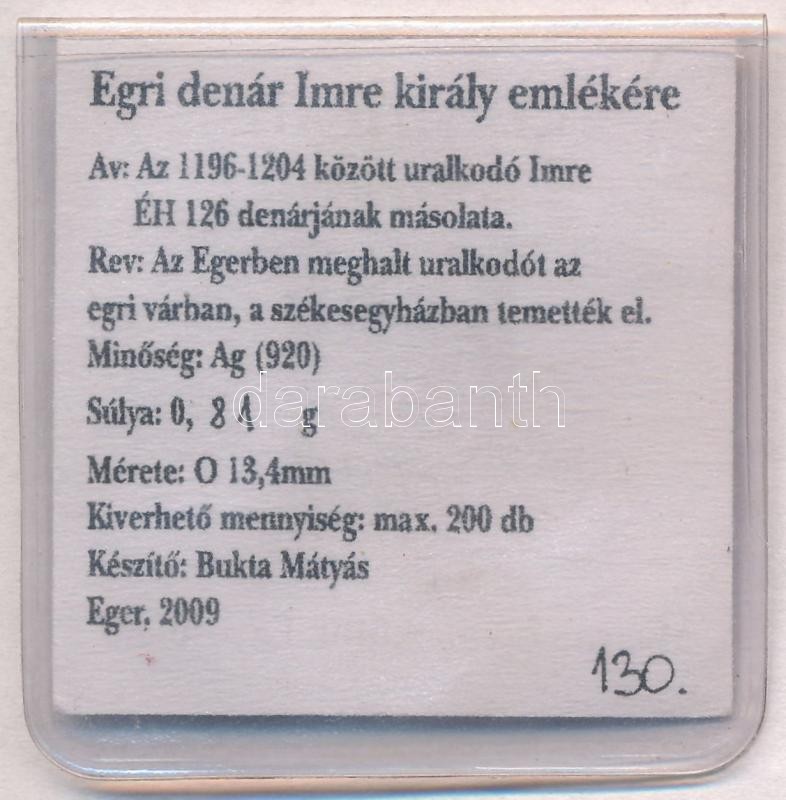 Egri denár Imre király emlékére
Av: Az 1196-1204 között uralkodó Imre
ÉH 126 denárjának másolata.
Rev: Az Egerben meghalt uralkodót az
egri várban, a székesegyházban temették el.
Minőség: Ag (920)
darabanth
Súlya: 0, 84 g
Mérete: O 13,4mm
Kiverhető mennyiség: max. 200 db
Készítő: Bukta Mátyás
Eger, 2009
130.